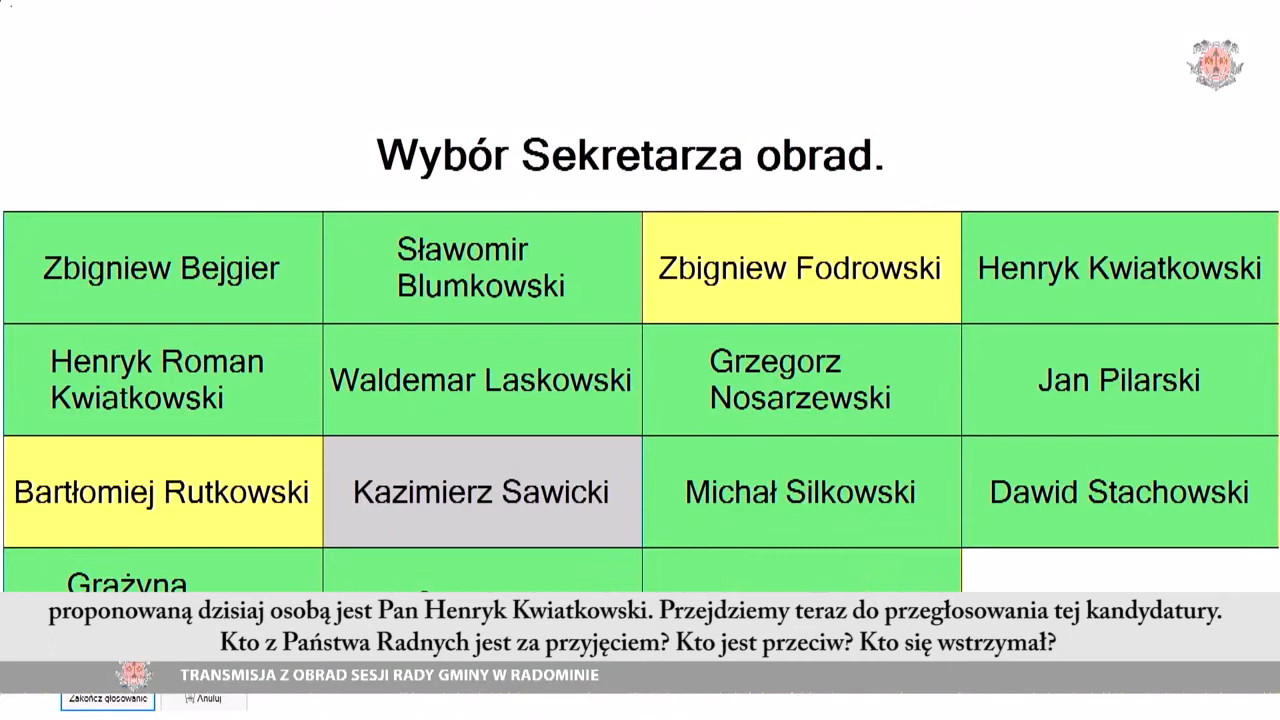 Wybór Sekretarza obrad.
Zbigniew Bejgier
Sławomir
Blumkowski
Zbigniew Fodrowski
Henryk Kwiatkowski
Henryk Roman
Kwiatkowski
Waldemar Laskowski
Grzegorz
Nosarzewski
Jan Pilarski
Bartłomiej Rutkowski
Kazimierz Sawicki
Michał Silkowski
Dawid Stachowski
Grażyna
proponowaną dzisiaj osobą jest Pan Henryk Kwiatkowski. Przejdziemy teraz do przegłosowania tej kandydatury.
Kto z Państwa Radnych jest za przyjęciem? Kto jest przeciw? Kto się wstrzymał?
TRANSMISJA Z OBRAD SESJI RADY GMINY W RADOMINIE
Zakończ głosowanie
Anuluj